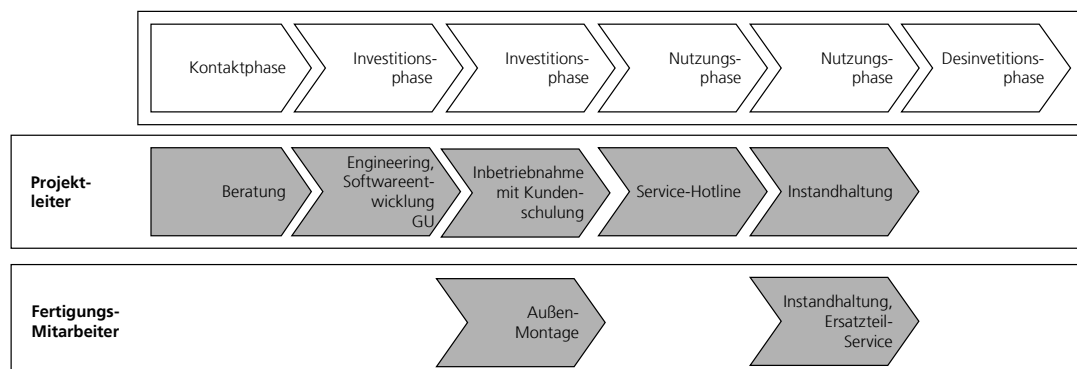 Kontaktphase
Investitions-
phase
Investitions-
phase
Nutzungs-
phase
Nutzungs-
phase
Desinvetitions-
phase
Projekt-
leiter
Beratung
Engineering,
Softwareent-
wicklung
GU
Inbetriebnahme
mit Kunden-
schulung
Service-Hotline
Instandhaltung
Fertigungs-
Mitarbeiter
Außen-
Montage
Instandhaltung,
Ersatzteil-
Service